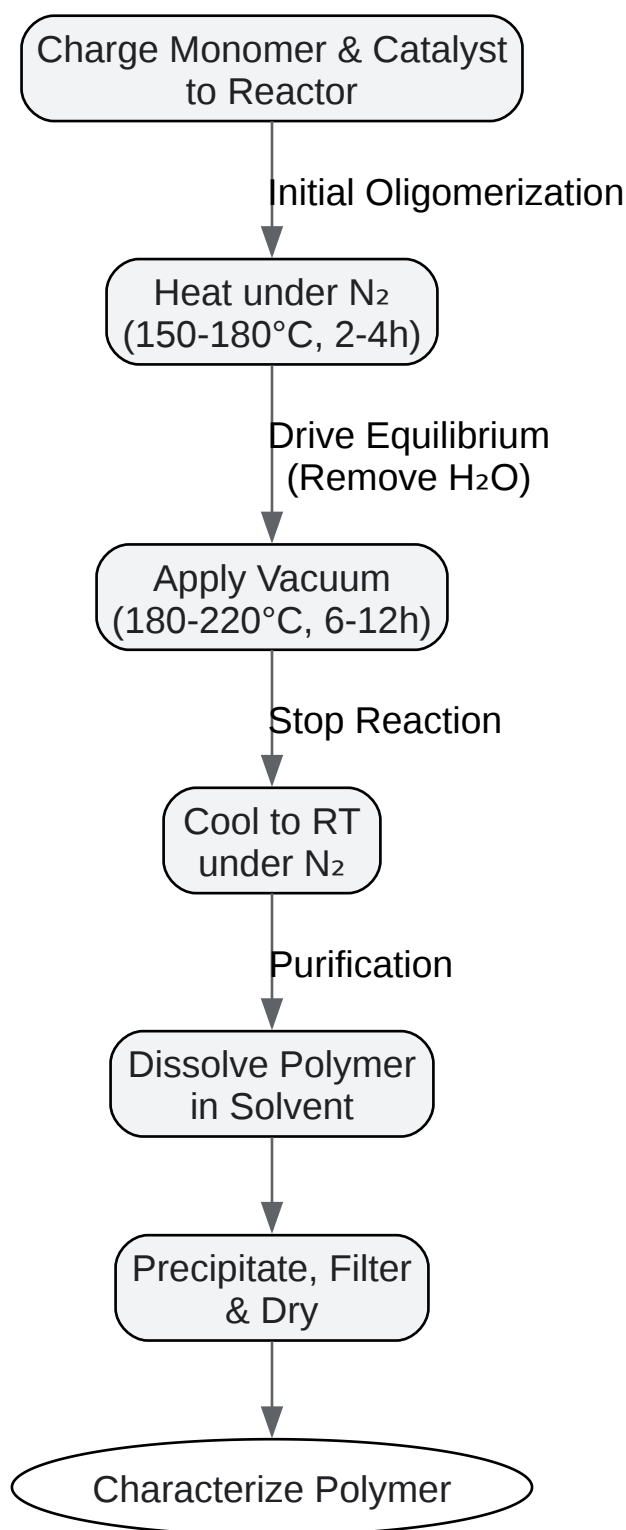 Charge Monomer & Catalyst
to Reactor
Initial Oligomerization
Heat under N₂
(150-180°C, 2-4h)
Drive Equilibrium
(Remove H₂O)
Apply Vacuum
(180-220°C, 6-12h)
Stop Reaction
Cool to RT
under N₂
Purification
Dissolve Polymer
in Solvent
Precipitate, Filter
& Dry
Characterize Polymer